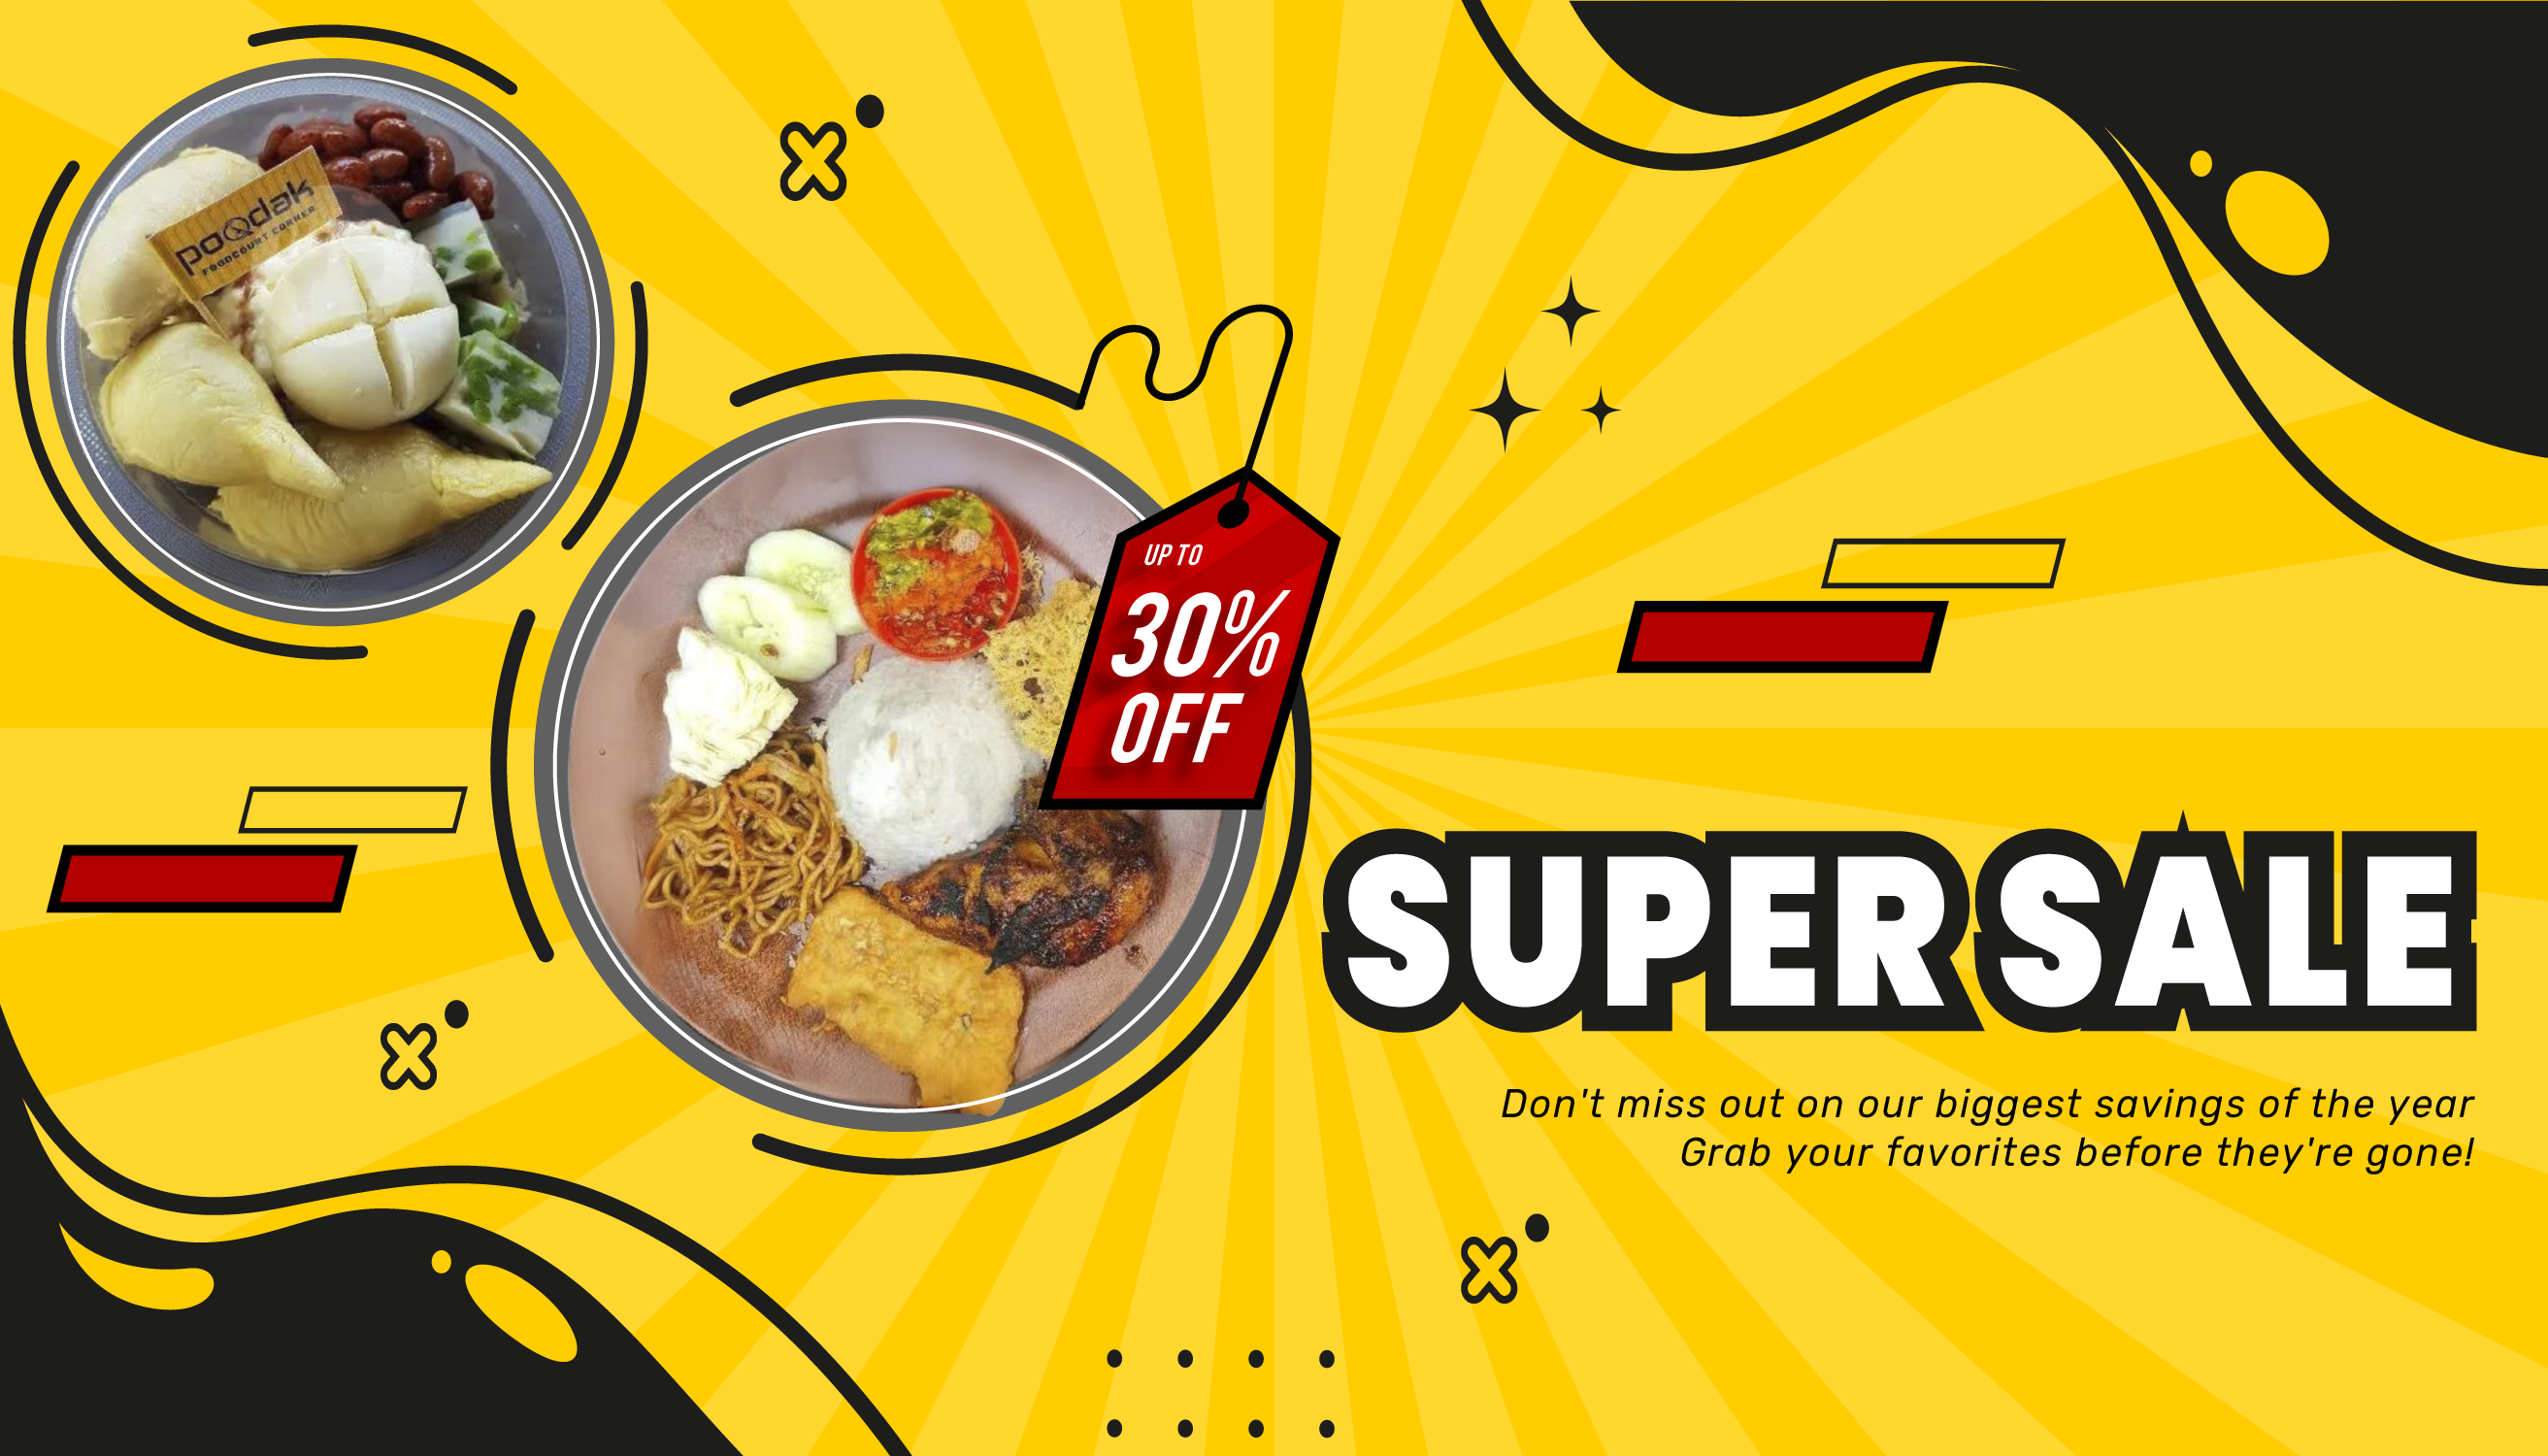 poodak
FOODCOURT CORNER
UP TO
30%
OFF
SUPER SALE
Don't miss out on our biggest savings of the year
Grab your favorites before they're gone!